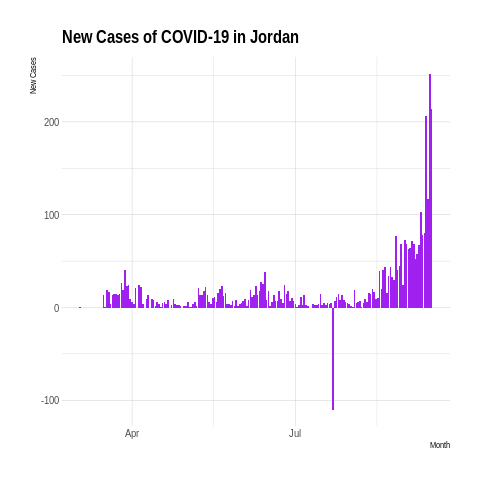 New Cases of COVID-19 in Jordan
New Cases
200
100
0
-100
Apr
Jul
Month